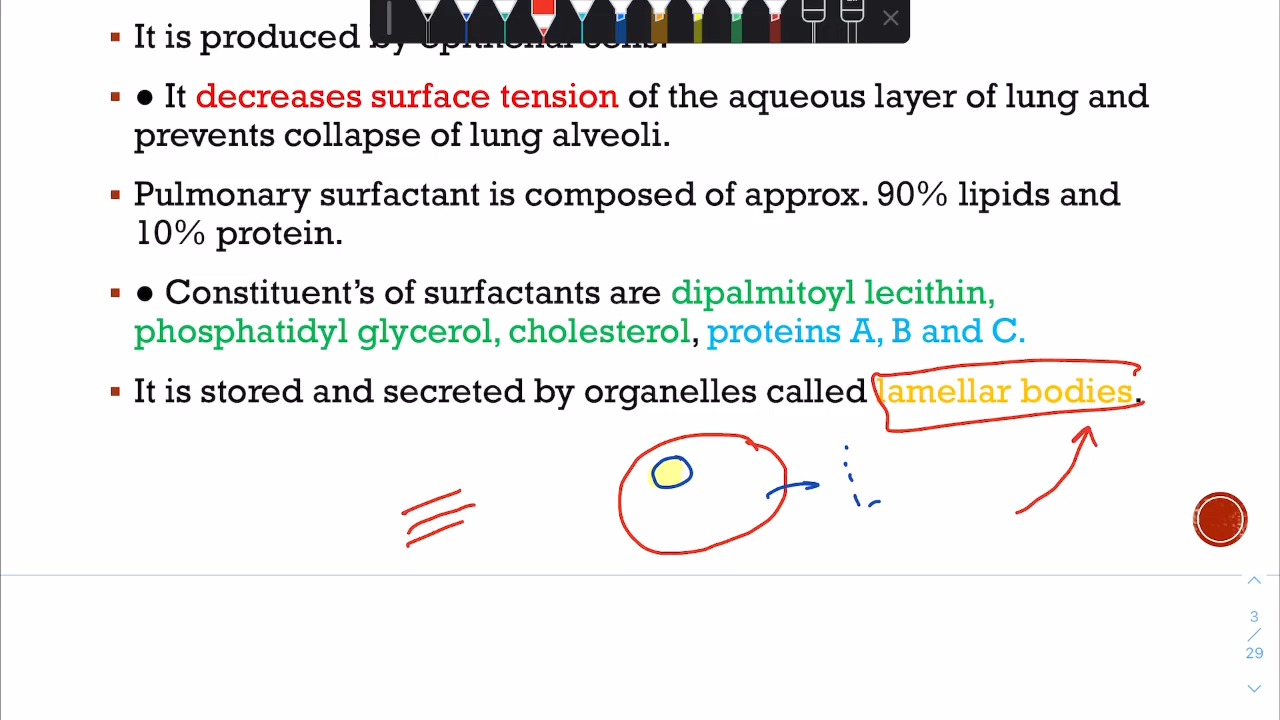 ▪ It is produced by epithelial cells.
▪ ● It decreases surface tension of the aqueous layer of lung and
prevents collapse of lung alveoli.
▪ Pulmonary surfactant is composed of approx. 90% lipids and
10% protein.
▪ ● Constituent’s of surfactants are dipalmitoyl lecithin,
phosphatidyl glycerol, cholesterol, proteins A, B and C.
▪ It is stored and secreted by organelles called lamellar bodies.
3
/
29